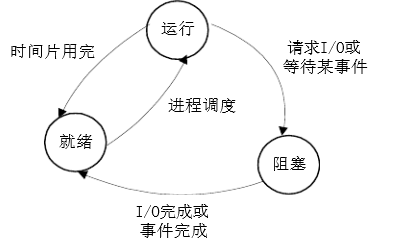 运行
时间片用完
请求I/O或
等待某事件
进程调度
就绪
阻塞
I/O完成或
事件完成